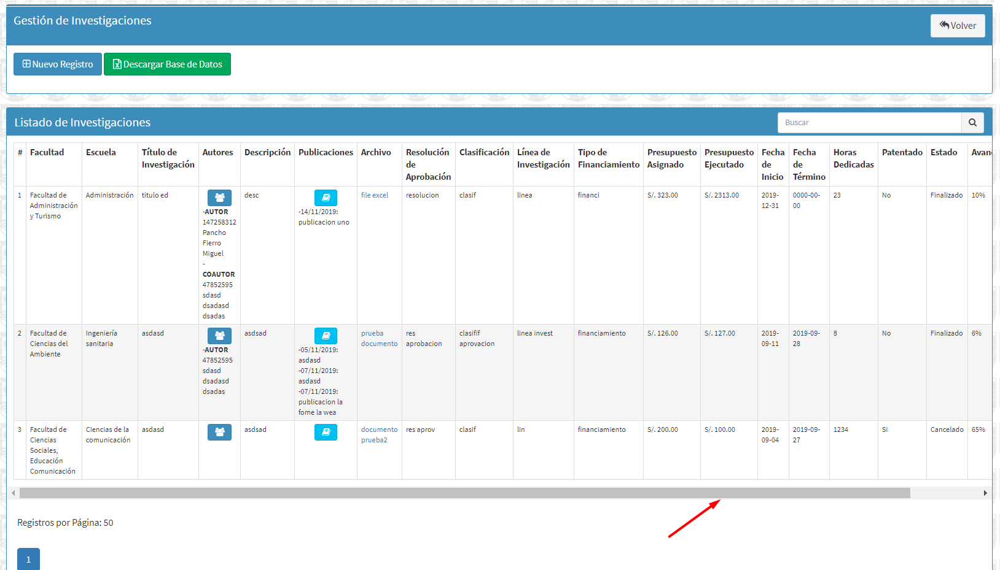 Gestión de Investigaciones
Volver
Nuevo Registro
Descargar Base de Datos
Listado de Investigaciones
Buscar
# Facultad Escuela Título de Investigación Autores Descripción Publicaciones Archivo Resolución de Aprobación Clasificación Línea de Investigación Tipo de Financiamiento Presupuesto Asignado Presupuesto Ejecutado Fecha de Inicio Fecha de Término Horas Dedicadas Patentado Estado Avan
1 Facultad de Administración y Turismo Administración titulo ed -AUTOR 147258312 Pancho Fierro Miguel - COAUTOR 47852595 sdasd dsadasd dsadas desc -14/11/2019: publicacion uno file excel resolucion clasif linea financi S/. 323.00 S/. 2313.00 2019-12-31 0000-00-00 23 No Finalizado 10%
2 Facultad de Ciencias del Ambiente Ingeniería sanitaria asdasd -AUTOR 47852595 sdasd dsadasd dsadas asdsad -05/11/2019: asdasd -07/11/2019: asdasd -07/11/2019: publicacion la fome la wea prueba documento res aprobacion clasifif aprovacion linea invest financiamiento S/. 126.00 S/. 127.00 2019-09-11 2019-09-28 8 No Finalizado 6%
3 Facultad de Ciencias Sociales, Educación Comunicación Ciencias de la comunicación asdasd asdsad documento prueba2 res aprov clasif lin financiamiento S/. 200.00 S/. 100.00 2019-09-04 2019-09-27 1234 Si Cancelado 65%
Registros por Página: 50
1